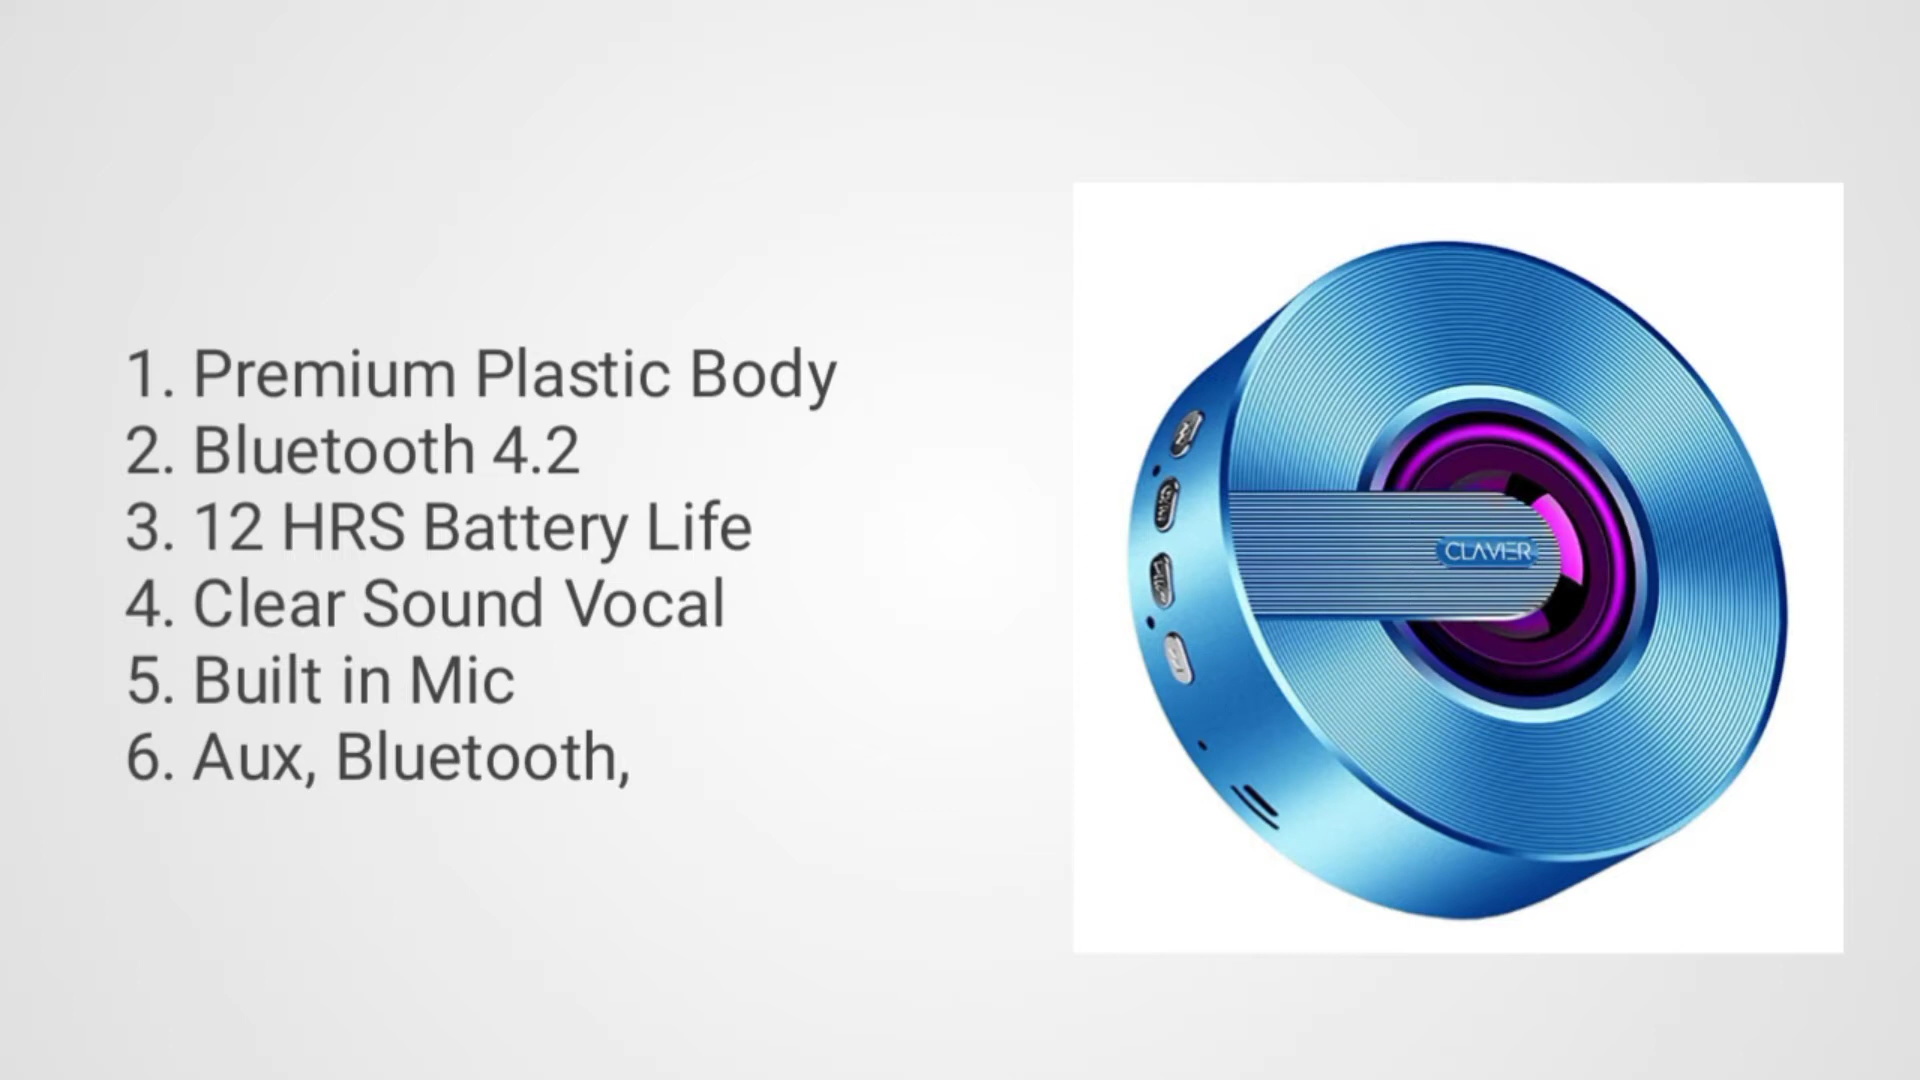 1. Premium Plastic Body
2. Bluetooth 4.2
3. 12 HRS Battery Life
4. Clear Sound Vocal
5. Built in Mic
6. Aux, Bluetooth,
CLAVIER